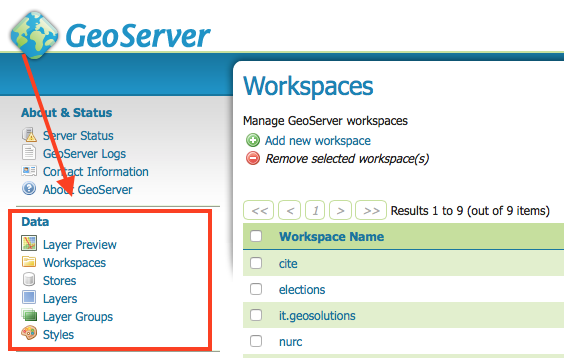 GeoServer
About & Status
Server Status
GeoServer Logs
Contact Information
About GeoServer
Data
Layer Preview
Workspaces
Stores
Layers
Layer Groups
Styles
Workspaces
Manage GeoServer workspaces
Add new workspace
Remove selected workspace(s)
<< < 1 > >> Results 1 to 9 (out of 9 items)
Workspace Name
cite
elections
it.geosolutions
nurc